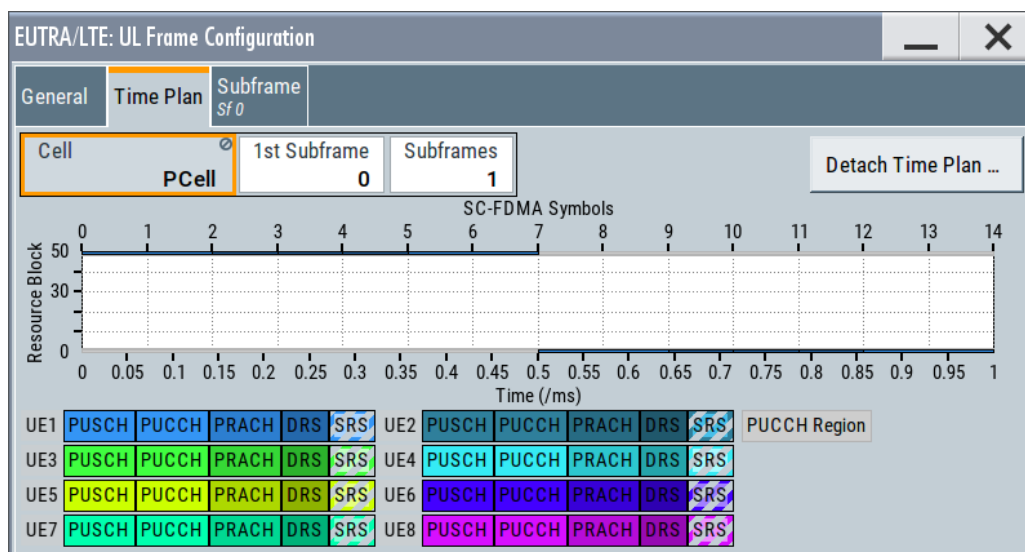 EUTRA/LTE: UL Frame Configuration
General Time Plan Subframe
Sf 0
Cell 1st Subframe Subframes
PCell 0 1
Detach Time Plan ...
SC-FDMA Symbols
0 1 2 3 4 5 6 7 8 9 10 11 12 13 14
Resource Block
50
30
0
0 0.05 0.1 0.15 0.2 0.25 0.3 0.35 0.4 0.45 0.5 0.55 0.6 0.65 0.7 0.75 0.8 0.85 0.9 0.95 1
Time (/ms)
UE1 PUSCH PUCCH PRACH DRS SRS UE2 PUSCH PUCCH PRACH DRS SRS PUCCH Region
UE3 PUSCH PUCCH PRACH DRS SRS UE4 PUSCH PUCCH PRACH DRS SRS
UE5 PUSCH PUCCH PRACH DRS SRS UE6 PUSCH PUCCH PRACH DRS SRS
UE7 PUSCH PUCCH PRACH DRS SRS UE8 PUSCH PUCCH PRACH DRS SRS